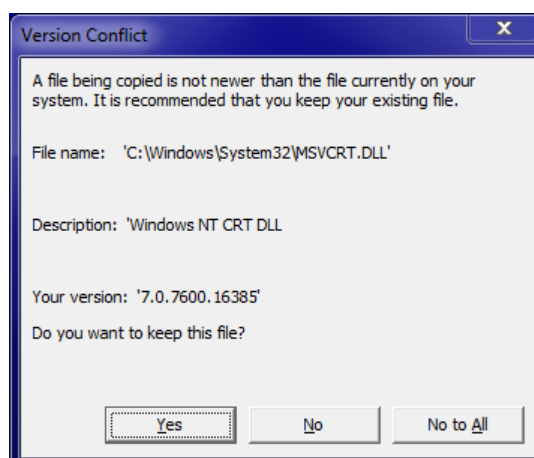 Version Conflict
X
A file being copied is not newer than the file currently on your
system. It is recommended that you keep your existing file.
File name: 'C:\Windows\System32\MSVCRT.DLL'
Description: 'Windows NT CRT DLL
Your version: '7.0.7600.16385'
Do you want to keep this file?
Yes No No to All